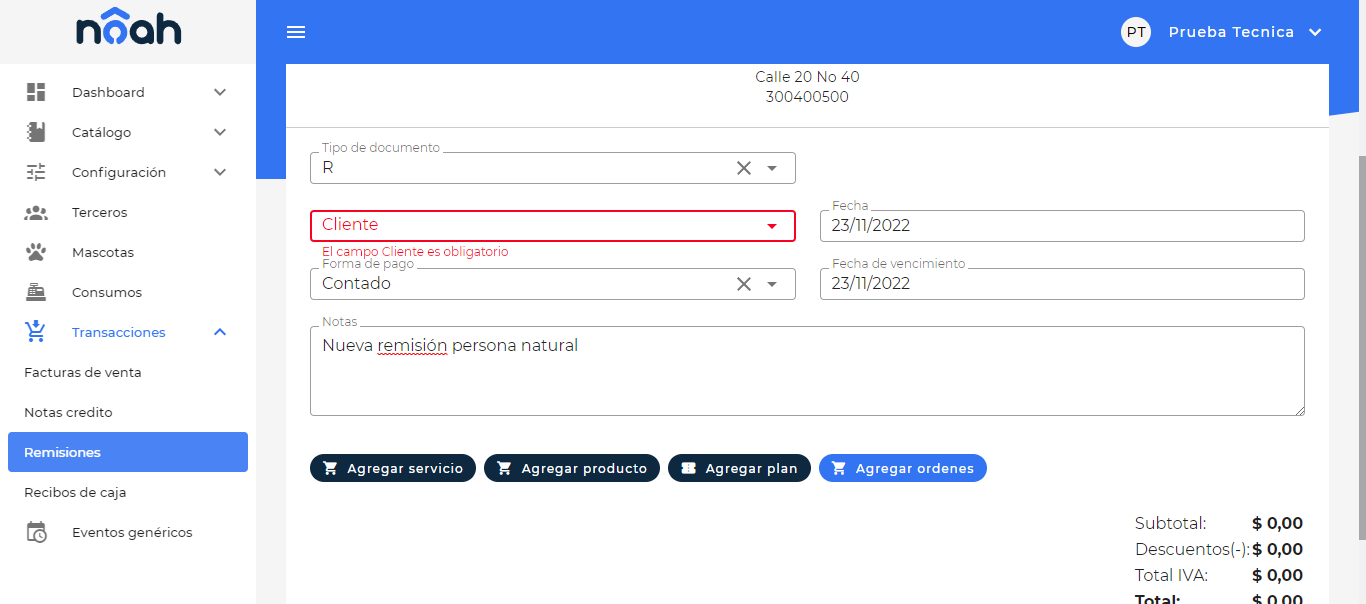 nôah
PT Prueba Tecnica
Dashboard
Catálogo
Configuración
Terceros
Mascotas
Consumos
Transacciones
Facturas de venta
Notas credito
Remisiones
Recibos de caja
Eventos genéricos
Calle 20 No 40
300400500
Tipo de documento
R
Cliente
El campo Cliente es obligatorio
Fecha
23/11/2022
Forma de pago
Contado
Fecha de vencimiento
23/11/2022
Notas
Nueva remisión persona natural
Agregar servicio Agregar producto Agregar plan Agregar ordenes
Subtotal: $ 0,00
Descuentos(-): $ 0,00
Total IVA: $ 0,00
Total: $ 0,00